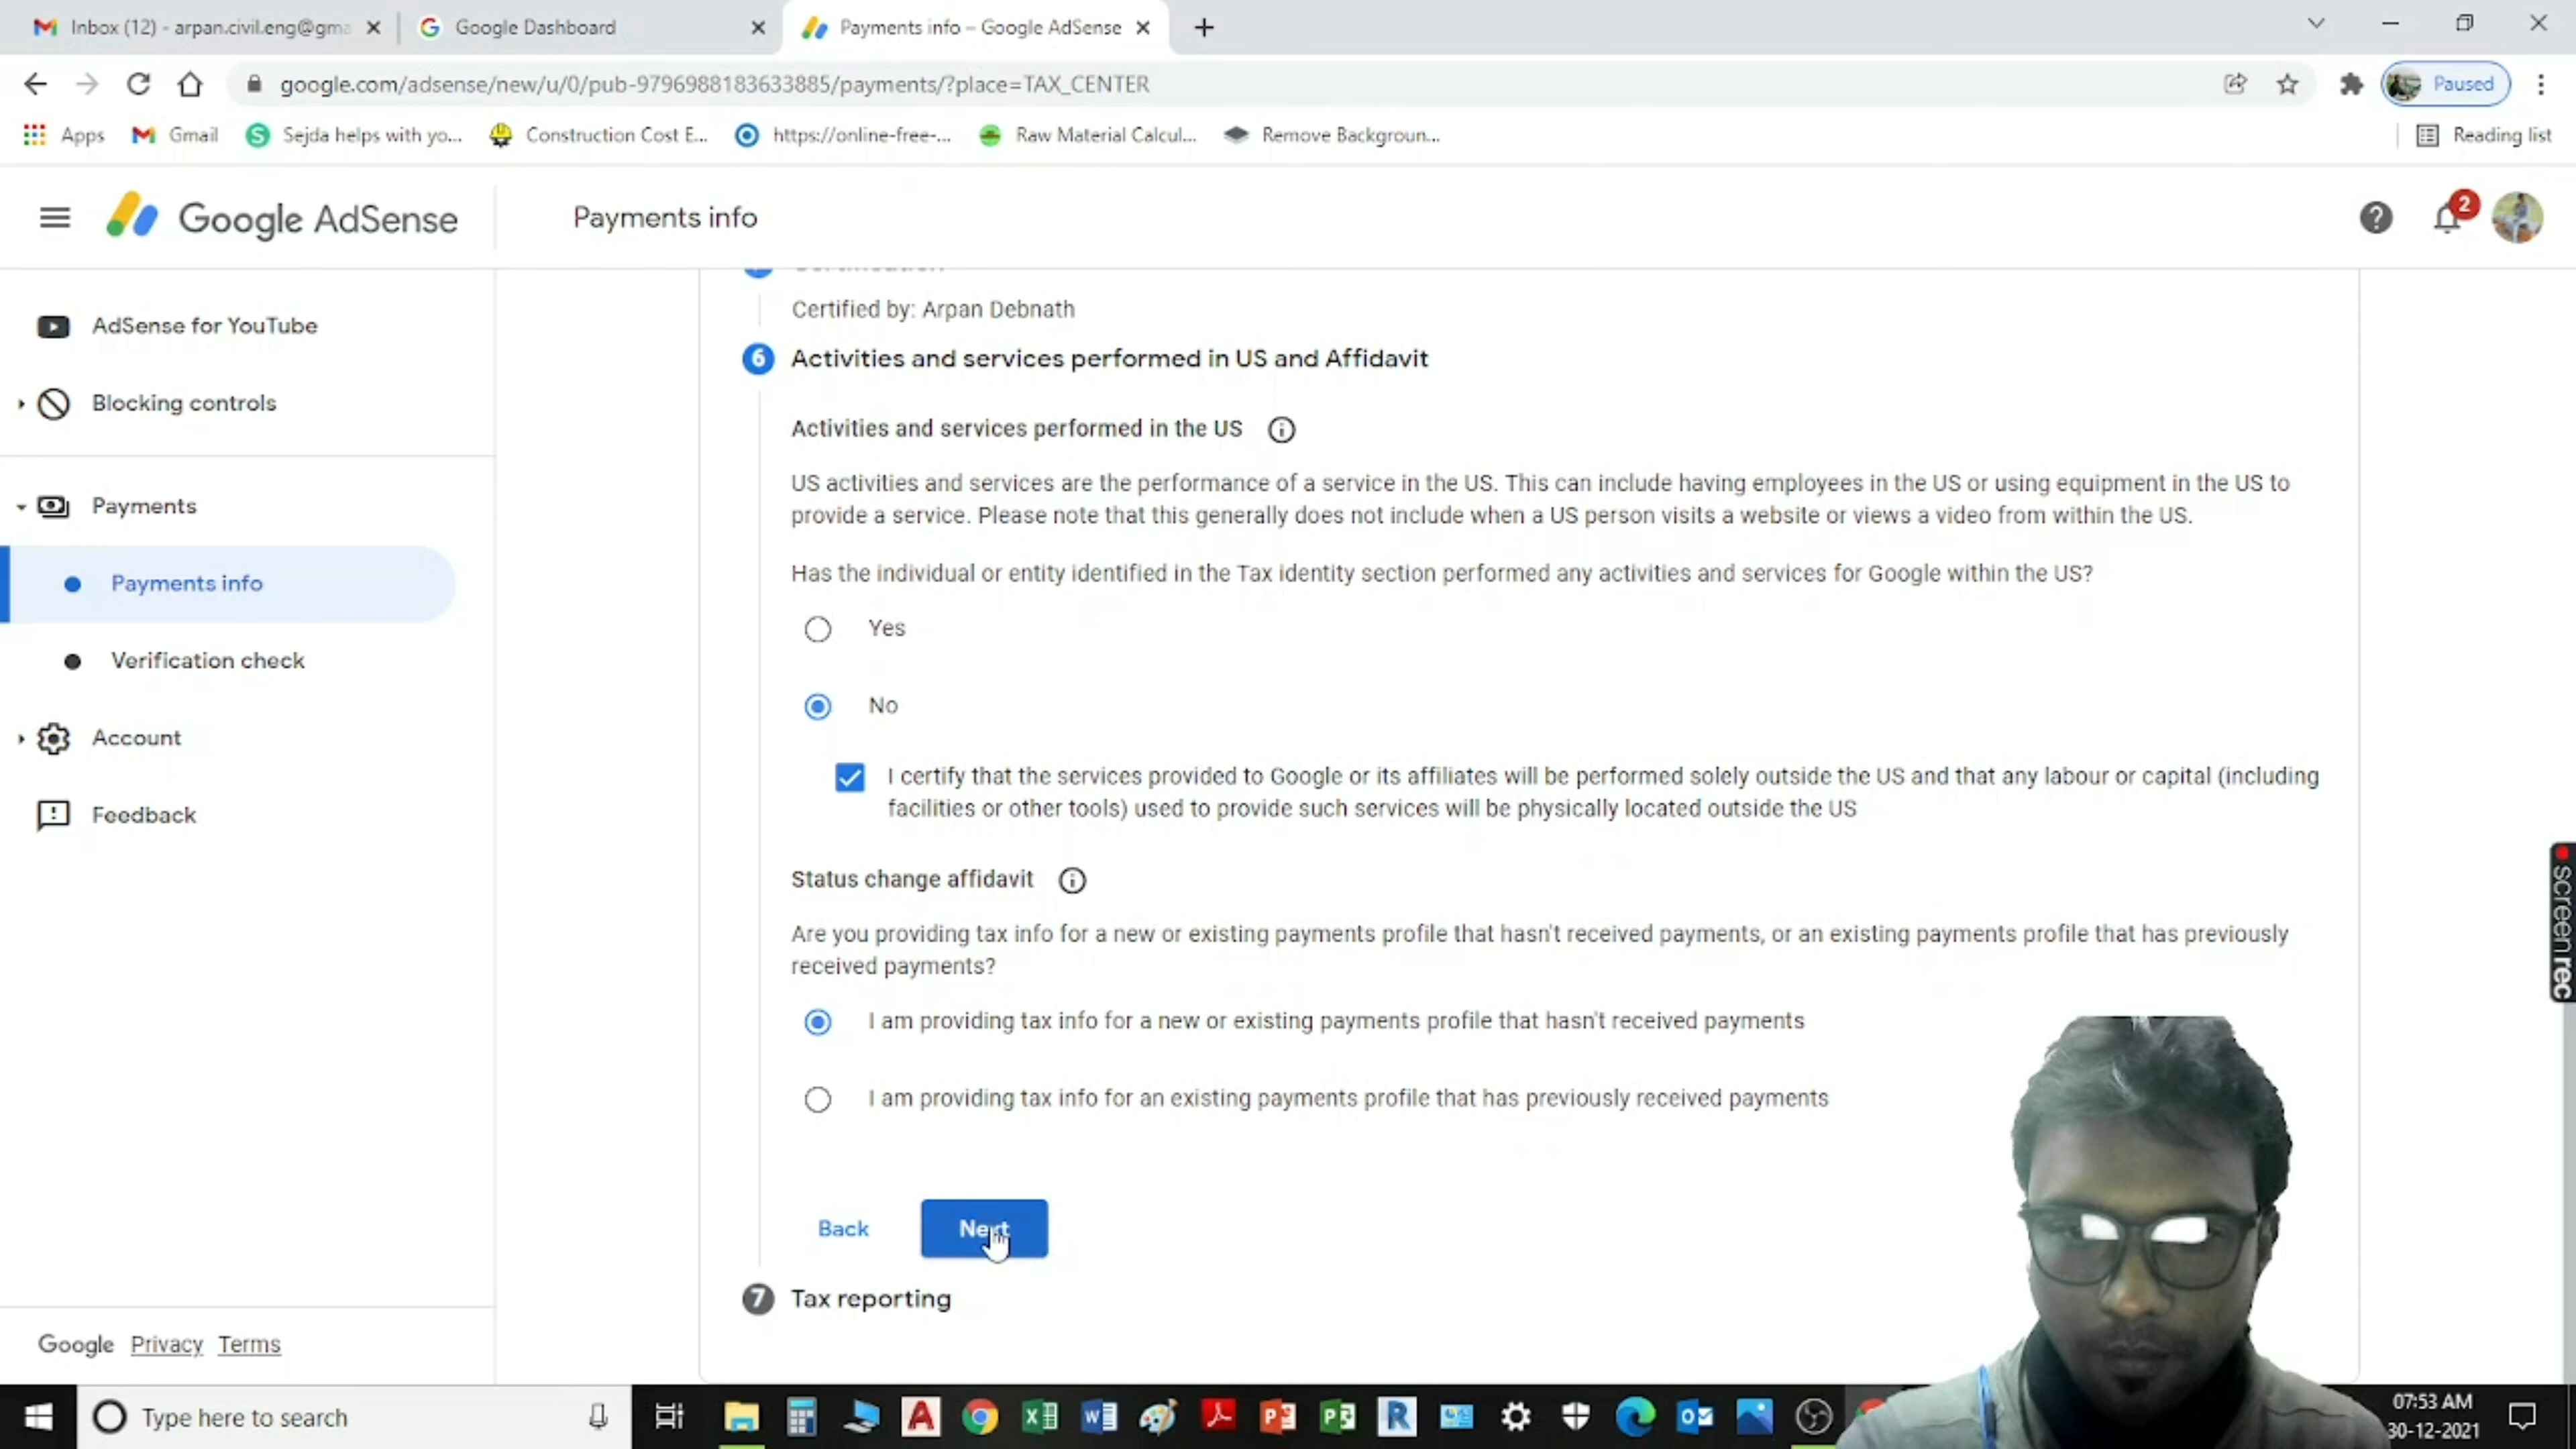 Inbox (12) - arpan.civil.eng@gma
Google Dashboard
Payments info – Google AdSense
google.com/adsense/new/u/0/pub-9796988183633885/payments/?place=TAX_CENTER
Paused
Apps
Gmail
Sejda helps with yo...
Construction Cost E...
https://online-free-...
Raw Material Calcul...
Remove Backgroun...
Reading list
Google AdSense
Payments info
2
AdSense for YouTube
Blocking controls
Payments
Payments info
Verification check
Account
Feedback
Google Privacy Terms
Certified by: Arpan Debnath
6 Activities and services performed in US and Affidavit
Activities and services performed in the US
US activities and services are the performance of a service in the US. This can include having employees in the US or using equipment in the US to
provide a service. Please note that this generally does not include when a US person visits a website or views a video from within the US.
Has the individual or entity identified in the Tax identity section performed any activities and services for Google within the US?
Yes
No
I certify that the services provided to Google or its affiliates will be performed solely outside the US and that any labour or capital (including
facilities or other tools) used to provide such services will be physically located outside the US
Status change affidavit
Are you providing tax info for a new or existing payments profile that hasn't received payments, or an existing payments profile that has previously
received payments?
I am providing tax info for a new or existing payments profile that hasn't received payments
I am providing tax info for an existing payments profile that has previously received payments
Back
Next
7 Tax reporting
screenrec
Type here to search
07:53 AM
30-12-2021